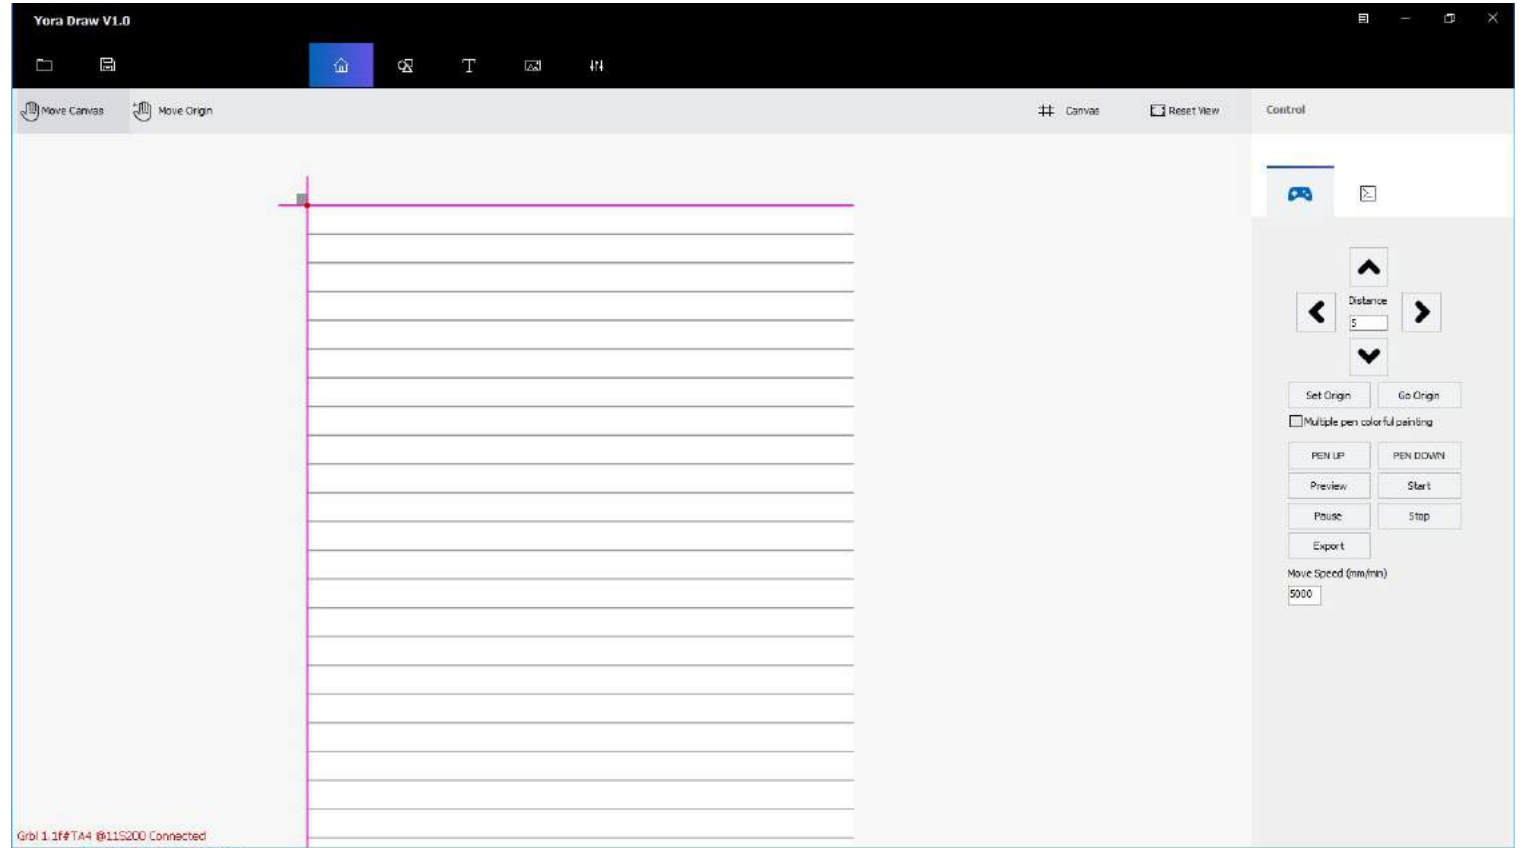 Yora Draw V1.0
T
Move Canvas Move Origin Canvas Reset View Control
Distance
5
Set Origin Go Origin
Multiple pen colorful painting
PEN UP PEN DOWN
Preview Start
Pause Stop
Export
Move Speed (mm/min)
5000
Grbl 1.1f#TA4 @115200 Connected